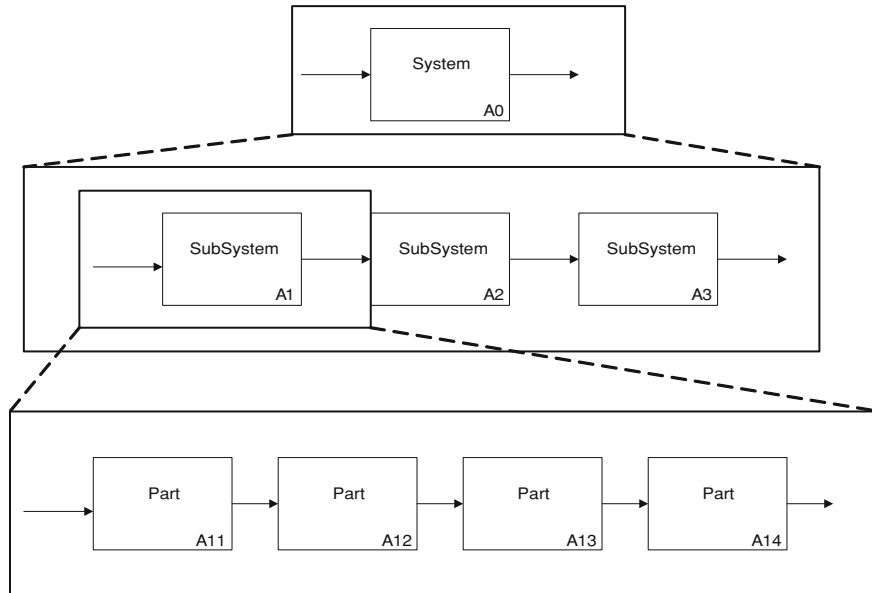 System
A0
SubSystem
A1
SubSystem
A2
SubSystem
A3
Part
A11
Part
A12
Part
A13
Part
A14